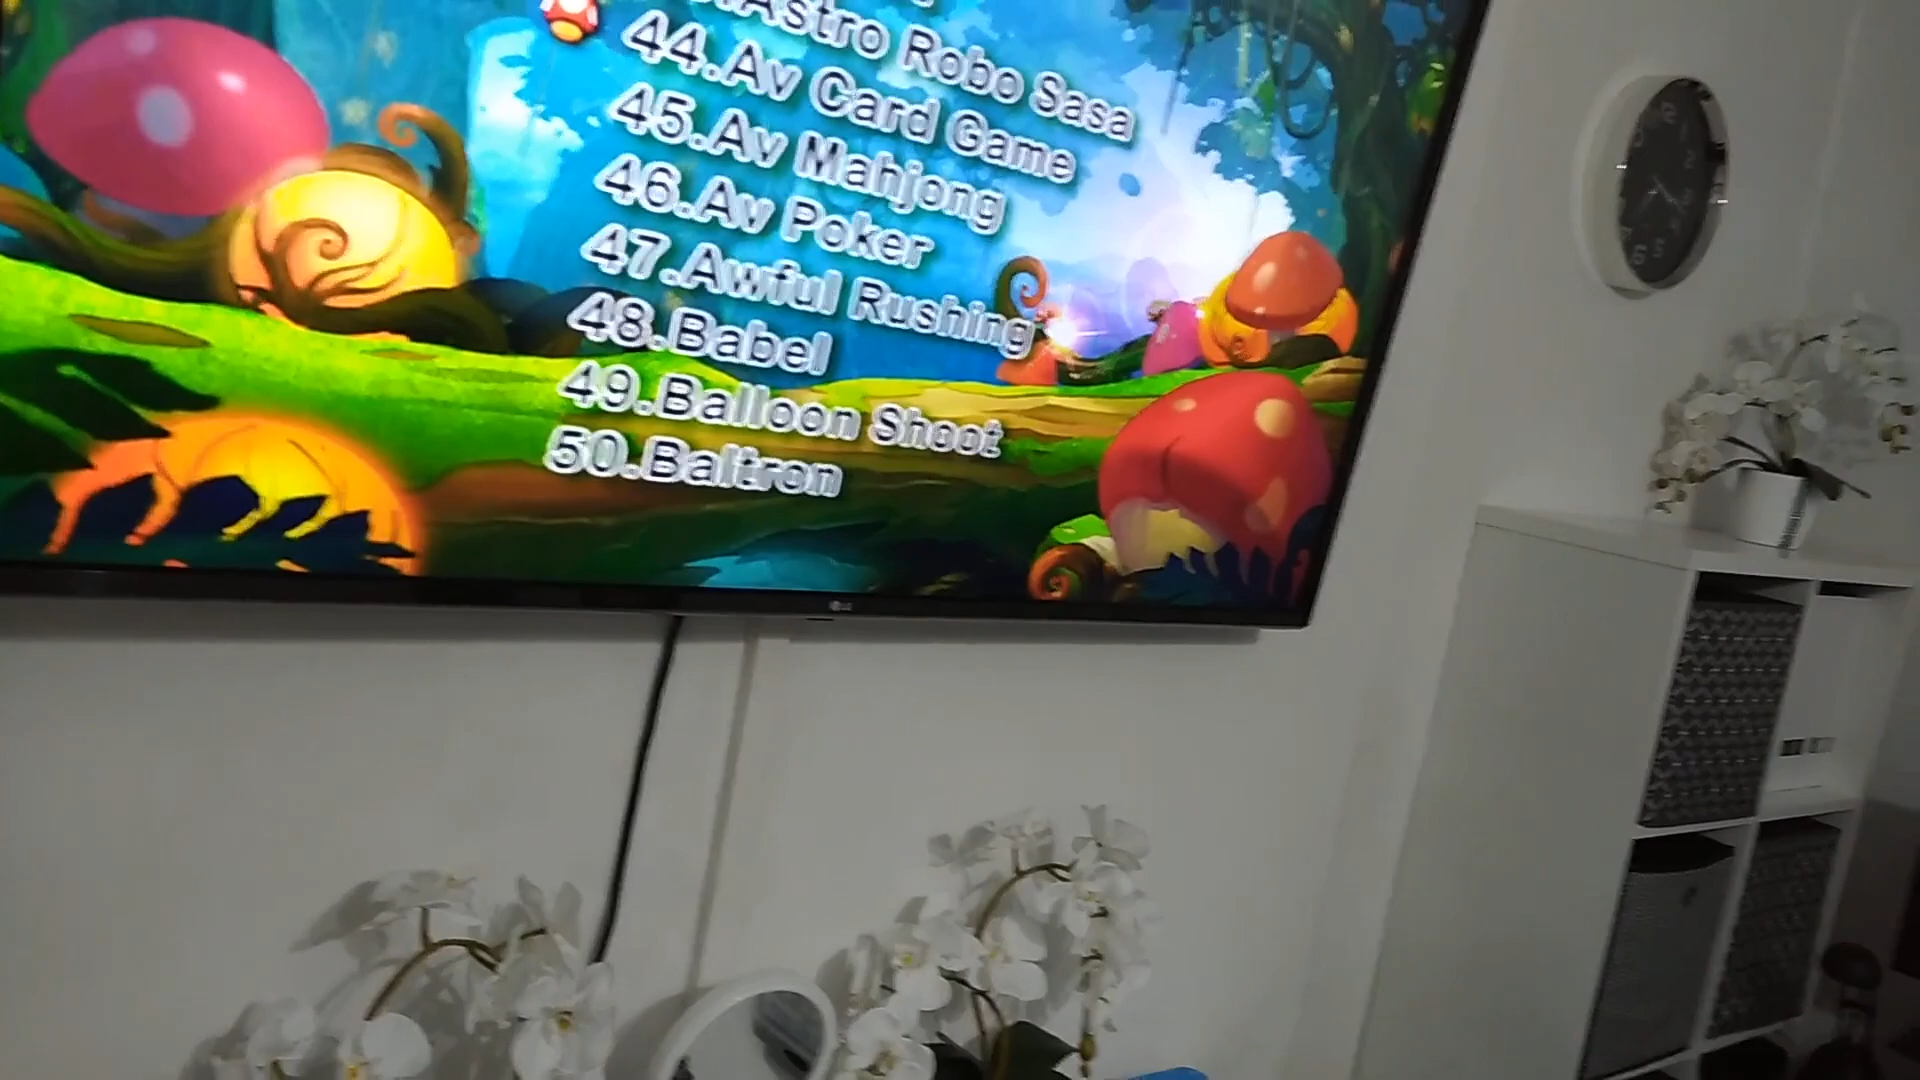 Astro Robo Sasa
44.Av Card Game
45.Av Mahjong
46.Av Poker
47.Awful Rushing
48.Babel
49.Balloon Shoot
50.Baltron
LG